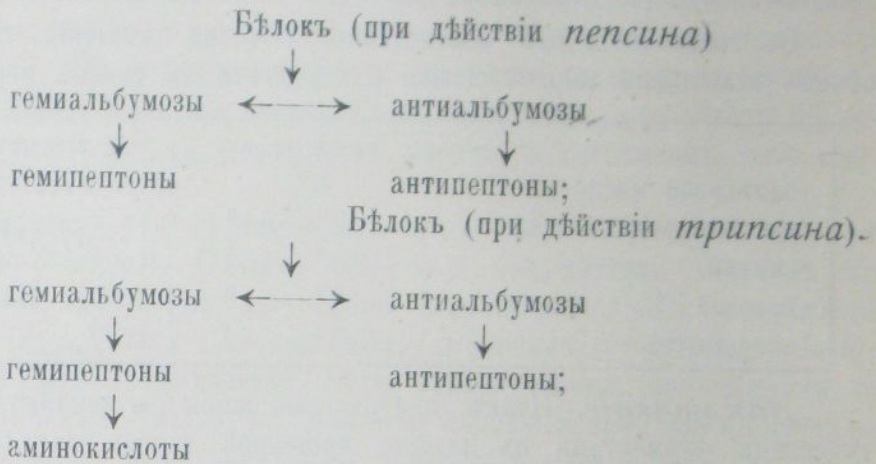 Бѣлокъ (при дѣйствіи пепсина)
гемиальбумозы антиальбумозы
гемипептоны антипептоны;
Бѣлокъ (при дѣйствіи трипсина).
гемиальбумозы антиальбумозы
гемипептоны антипептоны;
аминокислоты